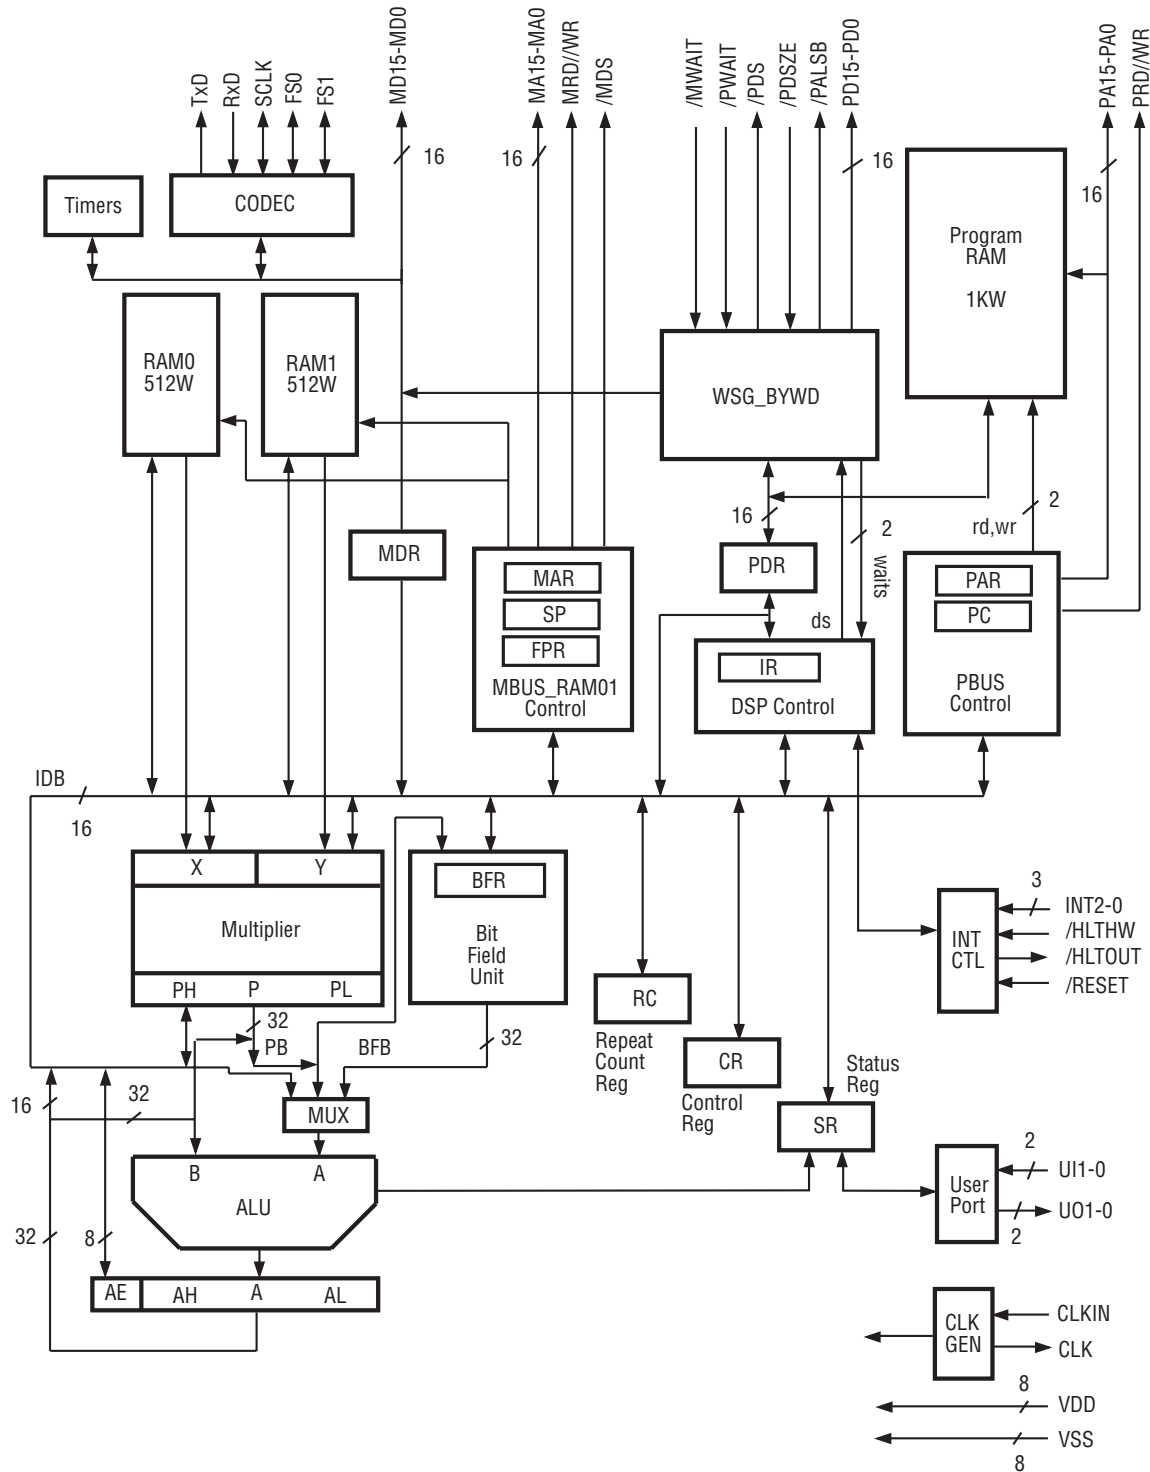 TxD
RxD
SCLK
FS0
FS1
MD15-MD0
MA15-MA0
MRD//WR
/MDS
/MWAIT
/PWAIT
/PDS
/PDSZE
/PALSB
PD15-PD0
PA15-PA0
PRD//WR
16
16
16
16
Timers
CODEC
Program
RAM
1KW
RAM0
512W
RAM1
512W
WSG_BYWD
16
2
waits
2
rd,wr
MDR
MAR
SP
FPR
MBUS_RAM01
Control
PDR
ds
IR
DSP Control
PAR
PC
PBUS
Control
IDB
16
X
Y
Multiplier
PH
P
PL
BFR
Bit
Field
Unit
32
PB
BFB
32
RC
Repeat
Count
Reg
CR
Control
Reg
Status
Reg
SR
INT
CTL
3
INT2-0
/HLTHW
/HLTOUT
/RESET
16
32
MUX
B
A
ALU
32
8
AE
AH
A
AL
User
Port
2
UI1-0
UO1-0
2
CLK
GEN
CLKIN
CLK
8
VDD
VSS
8